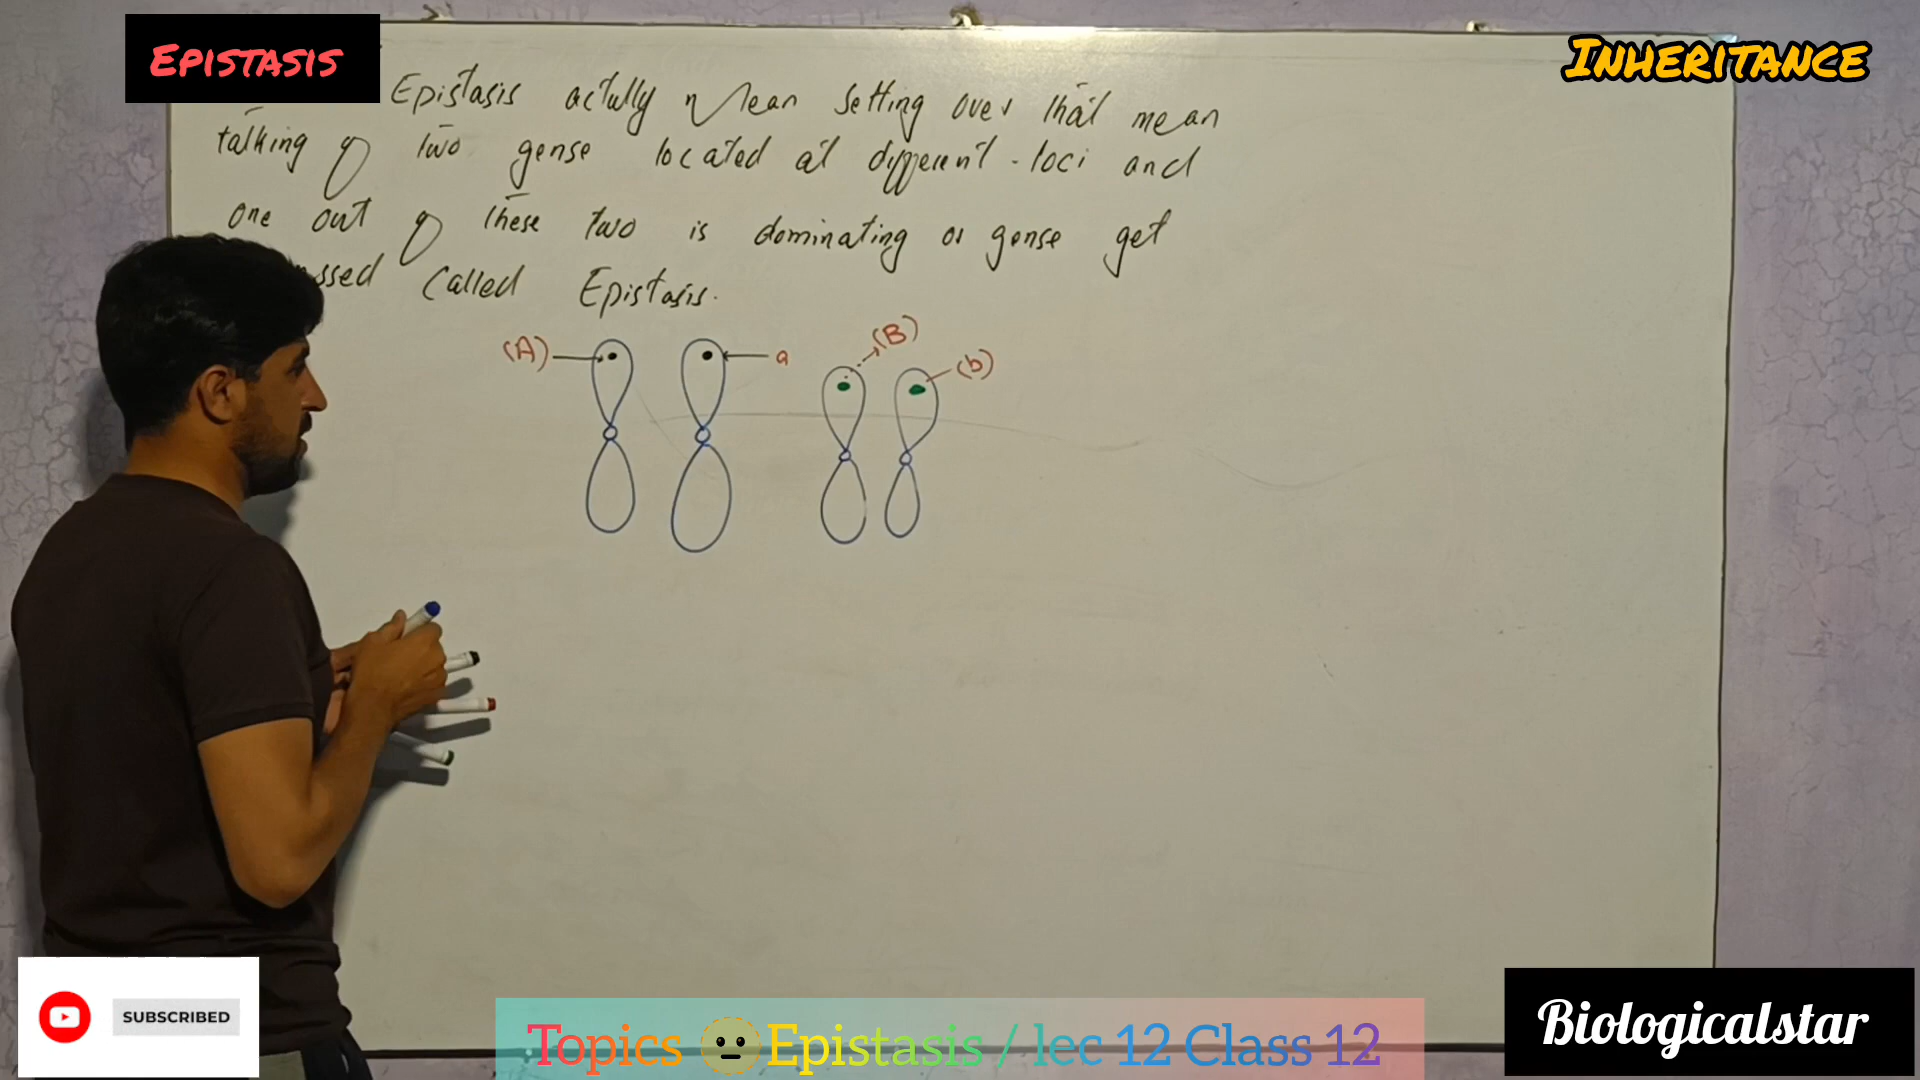 EPISTASIS
INHERITANCE
Epistasis actully mean setting over that mean
talking of two gense located at different loci and
one out of these two is dominating or gense get
ssed called Epistasis.
(A)
a
(B)
(b)
SUBSCRIBED
Topics 😐 Epistasis / lec 12 Class 12
Biologicalstar